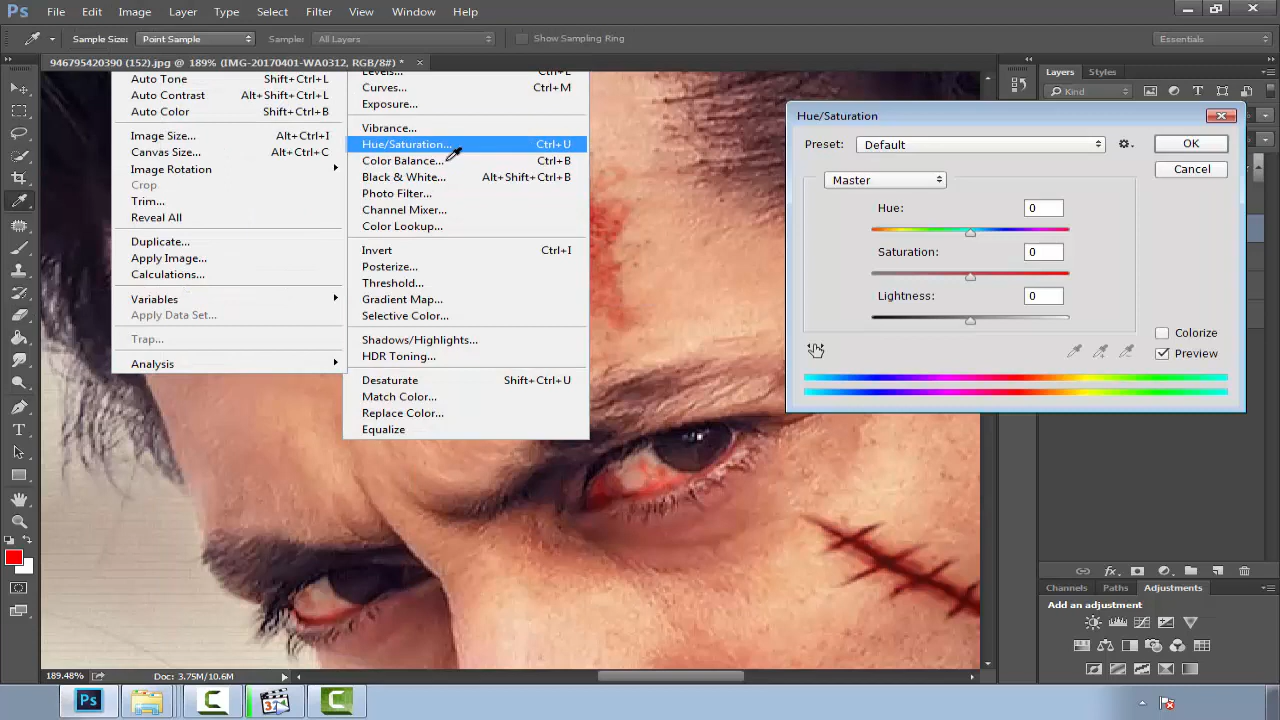 Ps File Edit Image Layer Type Select Filter View Window Help
Sample Size: Point Sample Sample: All Layers Show Sampling Ring Essentials
946795420390 (152).jpg @ 189% (IMG-20170401-WA0312, RGB/8#) * ×
Auto Tone Shift+Ctrl+L
Auto Contrast Alt+Shift+Ctrl+L
Auto Color Shift+Ctrl+B
Image Size... Alt+Ctrl+I
Canvas Size... Alt+Ctrl+C
Image Rotation
Crop
Trim...
Reveal All
Duplicate...
Apply Image...
Calculations...
Variables
Apply Data Set...
Trap...
Analysis
Levels... Ctrl+L
Curves... Ctrl+M
Exposure...
Vibrance...
Hue/Saturation... Ctrl+U
Color Balance... Ctrl+B
Black & White... Alt+Shift+Ctrl+B
Photo Filter...
Channel Mixer...
Color Lookup...
Invert Ctrl+I
Posterize...
Threshold...
Gradient Map...
Selective Color...
Shadows/Highlights...
HDR Toning...
Desaturate Shift+Ctrl+U
Match Color...
Replace Color...
Equalize
Hue/Saturation
Preset: Default OK
Cancel
Master
Hue: 0
Saturation: 0
Lightness: 0
Colorize
Preview
Layers Styles
Kind
Channels Paths Adjustments
Add an adjustment
189.48% Doc: 3.75M/10.6M
Ps